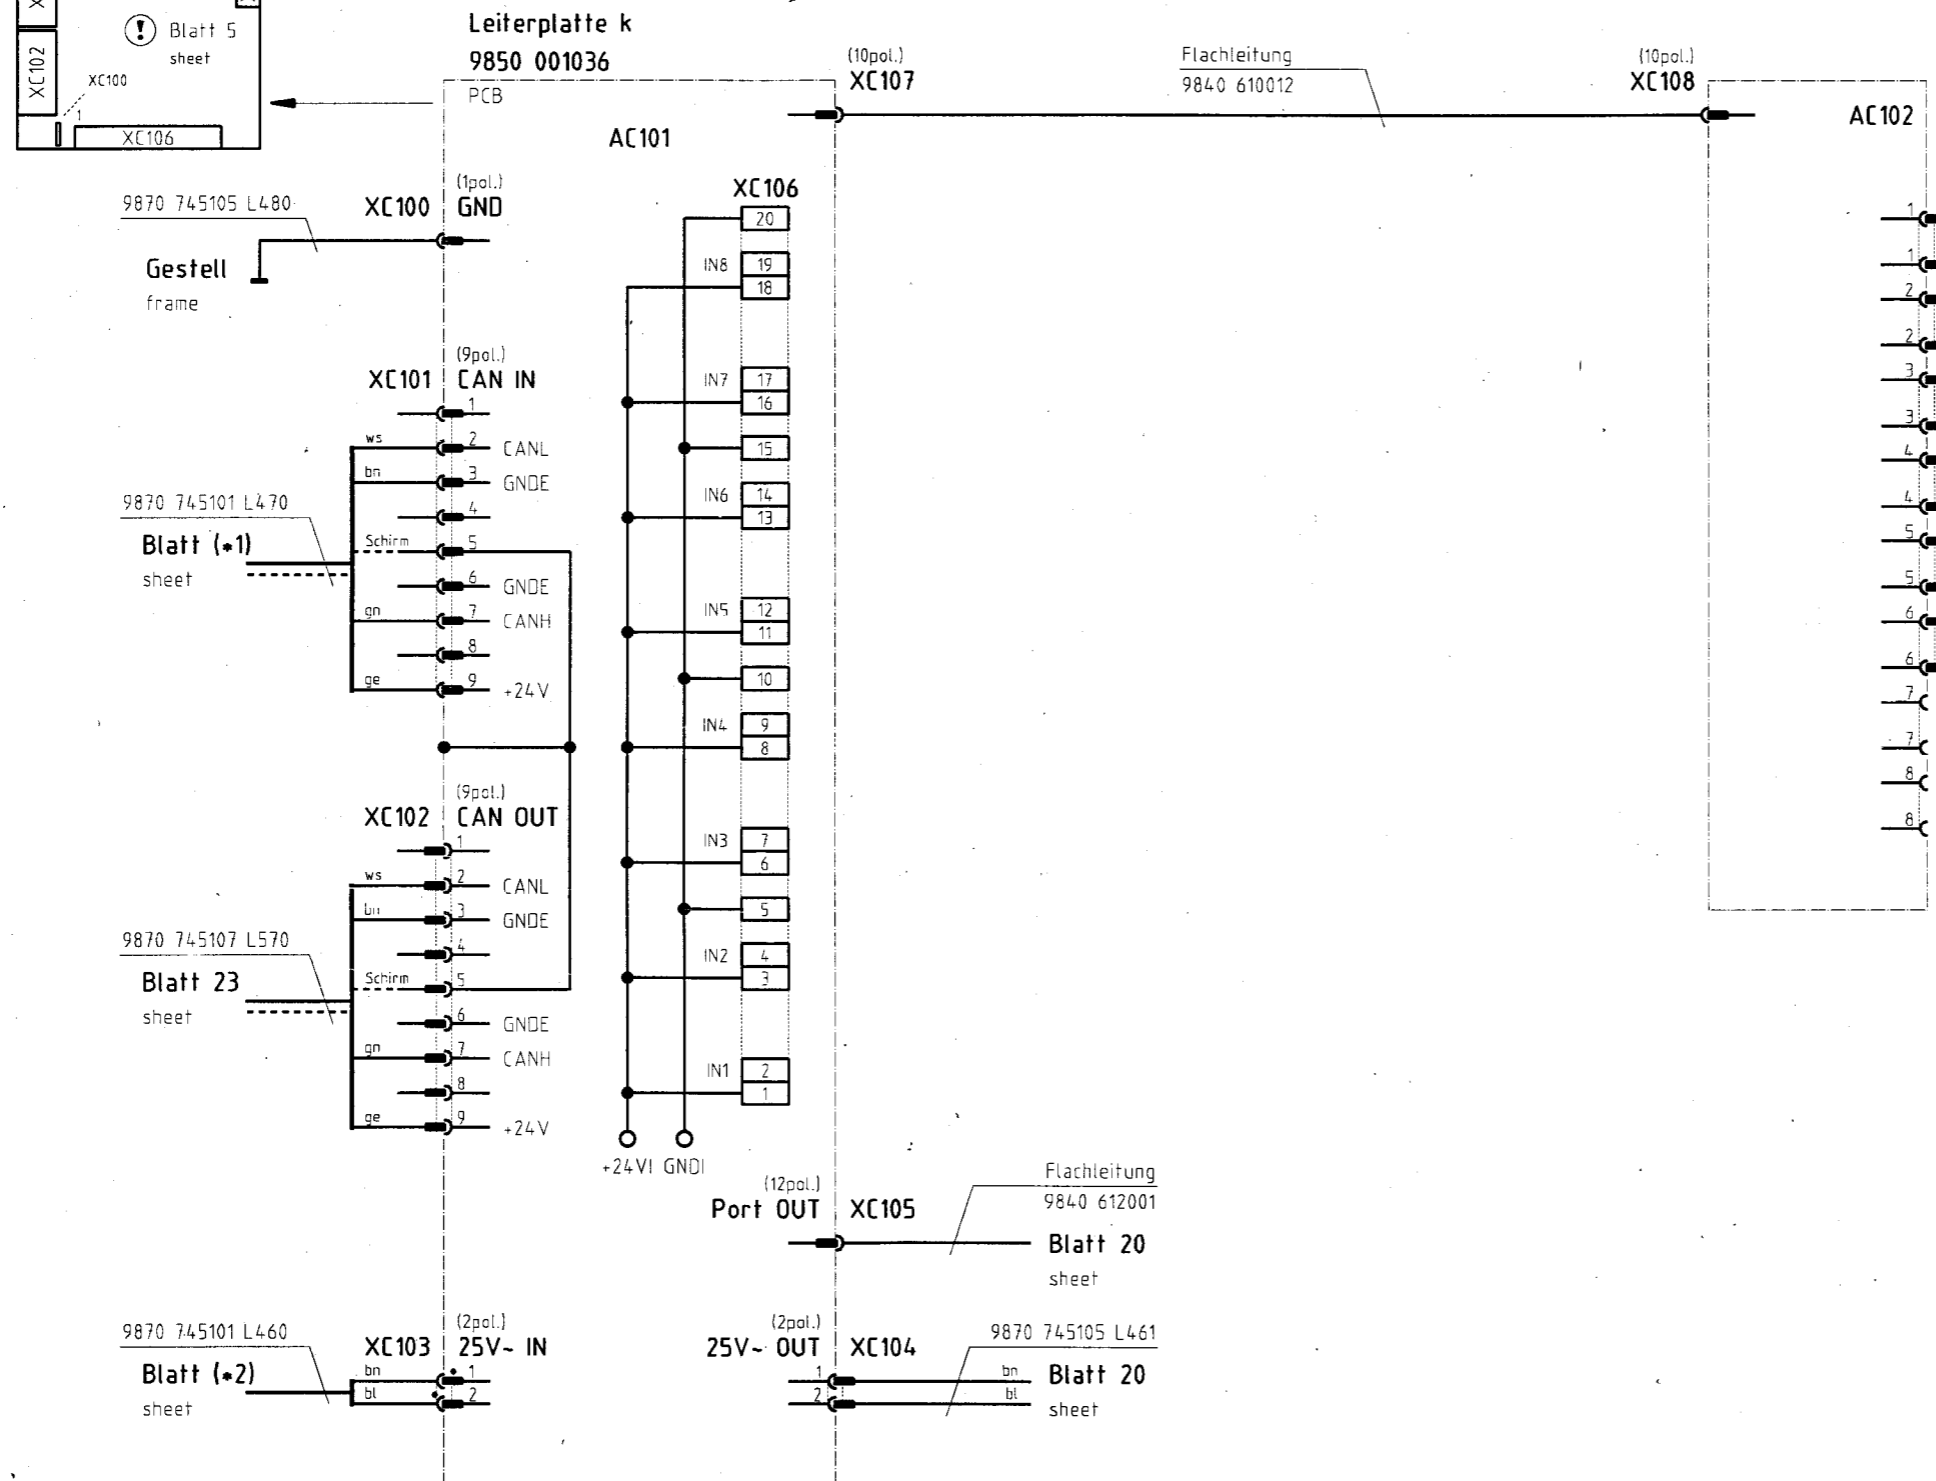 XC102
Blatt 5
sheet
XC100
1
XC106
Leiterplatte k
9850 001036
PCB
AC101
(10pol.)
XC107
Flachleitung
9840 610012
(10pol.)
XC108
AC102
9870 745105 L480
XC100
(1pol.)
GND
Gestell
frame
XC106
20
IN8
19
18
IN7
17
16
15
IN6
14
13
IN5
12
11
10
IN4
9
8
IN3
7
6
5
IN2
4
3
IN1
2
1
+24VI GNDI
XC101
(9pol.)
CAN IN
1
ws
2
CANL
bn
3
GNDE
4
Schirm
5
6
GNDE
gn
7
CANH
8
ge
9
+24V
9870 745101 L470
Blatt (*1)
sheet
XC102
(9pol.)
CAN OUT
1
ws
2
CANL
bn
3
GNDE
4
Schirm
5
6
GNDE
gn
7
CANH
8
ge
9
+24V
9870 745107 L570
Blatt 23
sheet
(12pol.)
Port OUT
XC105
Flachleitung
9840 612001
Blatt 20
sheet
9870 745101 L460
Blatt (*2)
sheet
XC103
(2pol.)
25V~ IN
bn
1
bl
2
(2pol.)
25V~ OUT
XC104
1
bn
2
bl
9870 745105 L461
Blatt 20
sheet
1
1
2
2
3
3
4
4
5
5
6
6
7
7
8
8